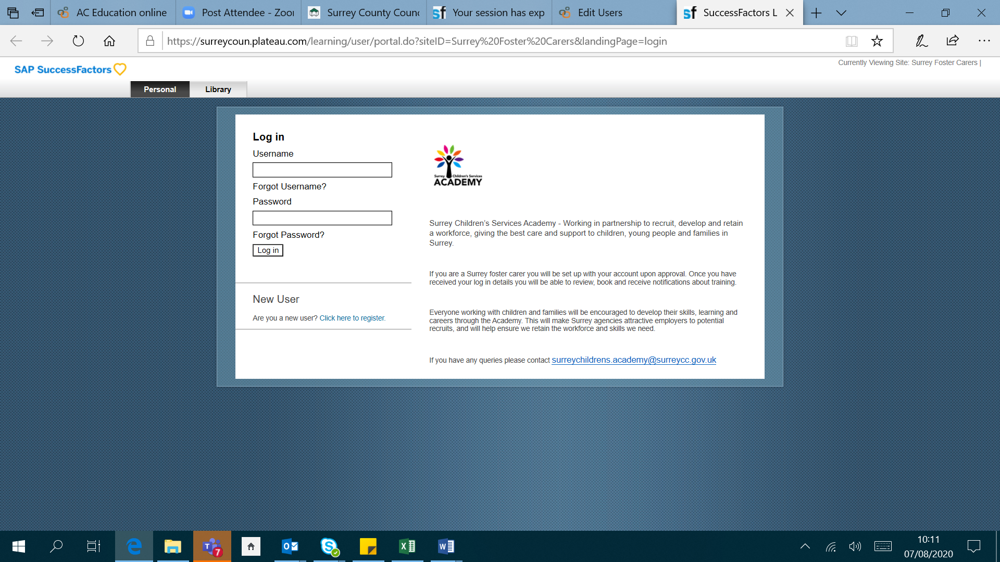 AC Education online
Post Attendee - Zoor
Surrey County Counc
sf Your session has exp
Edit Users
sf SuccessFactors L
https://surreycoun.plateau.com/learning/user/portal.do?siteID=Surrey%20Foster%20Carers&landingPage=login
SAP SuccessFactors
Currently Viewing Site: Surrey Foster Carers |
Personal
Library
Log in
Username
Forgot Username?
Password
Forgot Password?
Log in
New User
Are you a new user? Click here to register.
Surrey Children's Services
ACADEMY
Surrey Children’s Services Academy - Working in partnership to recruit, develop and retain
a workforce, giving the best care and support to children, young people and families in
Surrey.
If you are a Surrey foster carer you will be set up with your account upon approval. Once you have
received your log in details you will be able to review, book and receive notifications about training.
Everyone working with children and families will be encouraged to develop their skills, learning and
careers through the Academy. This will make Surrey agencies attractive employers to potential
recruits, and will help ensure we retain the workforce and skills we need.
If you have any queries please contact surreychildrens.academy@surreycc.gov.uk
T 7
O
S
X
W
10:11
07/08/2020